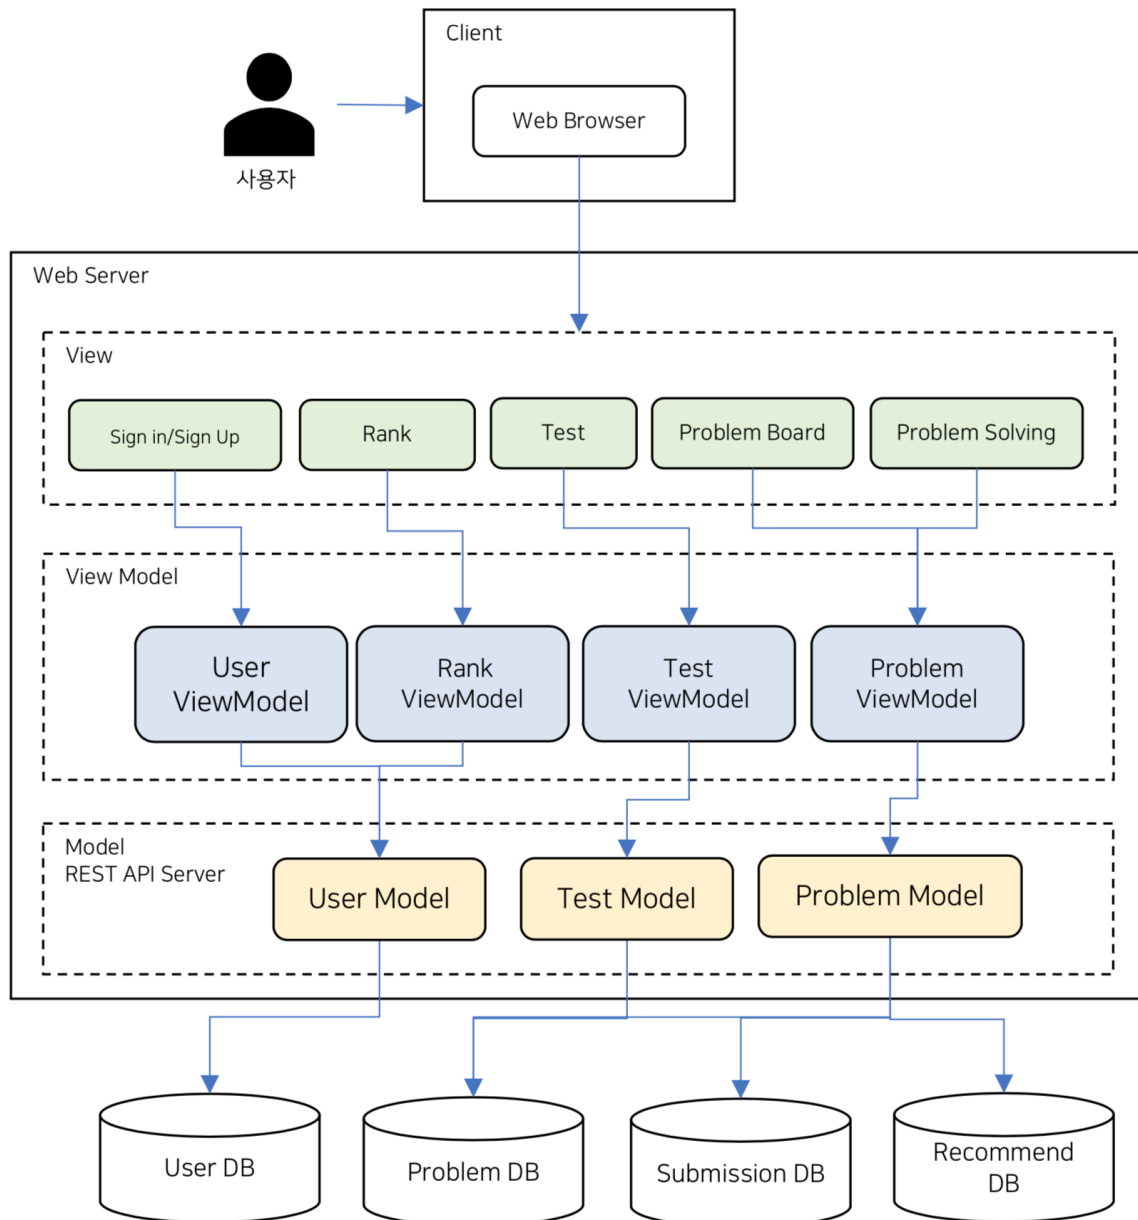 Client
Web Browser
사용자
Web Server
View
Sign in/Sign Up
Rank
Test
Problem Board
Problem Solving
View Model
User
ViewModel
Rank
ViewModel
Test
ViewModel
Problem
ViewModel
Model
REST API Server
User Model
Test Model
Problem Model
User DB
Problem DB
Submission DB
Recommend
DB